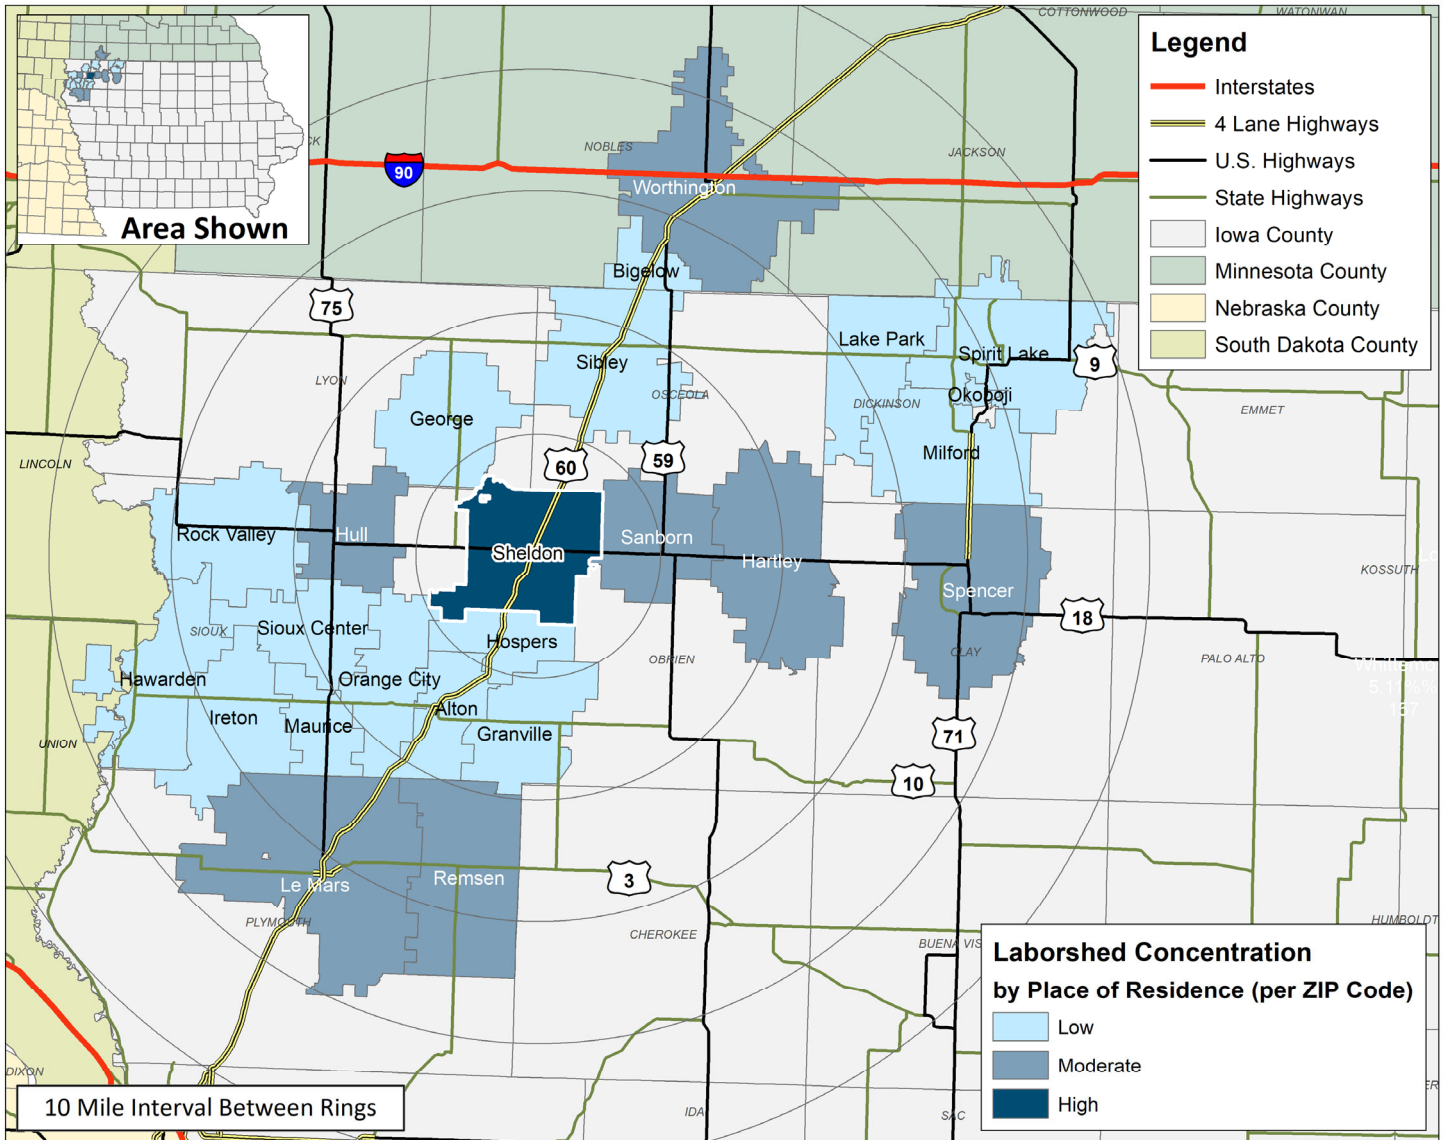 COTTONWOOD
WATONWAN
Legend
Interstates
4 Lane Highways
U.S. Highways
State Highways
Iowa County
Minnesota County
Nebraska County
South Dakota County
Area Shown
90
NOBLES
JACKSON
Worthington
Bigelow
75
Lake Park
Spirit Lake
9
Sibley
LYON
OSCEOLA
Okoboji
DICKINSON
EMMET
George
Milford
LINCOLN
60
59
Rock Valley
Hull
Sheldon
Sanborn
Hartley
Spencer
KOSSUTH
18
SIOUX
Sioux Center
Hospers
OBRIEN
CLAY
PALO ALTO
Hawarden
Orange City
5.11%%
Ireton
Maurice
Alton
Granville
UNION
71
10
Le Mars
Remsen
3
PLYMOUTH
CHEROKEE
BUENA VIS
HUMBOLDT
Laborshed Concentration
by Place of Residence (per ZIP Code)
Low
Moderate
High
DIXON
10 Mile Interval Between Rings
IDA
SAC